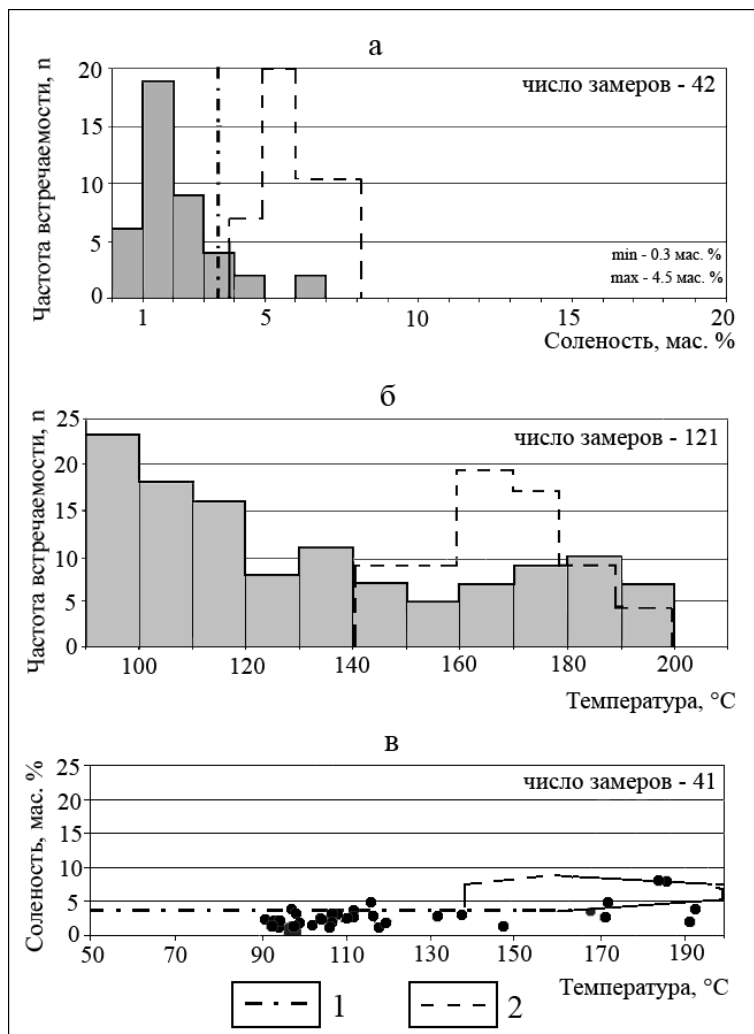 а
Частота встречаемости, n
20
15
10
5
0
число замеров - 42
min - 0.3 мас. %
max - 4.5 мас. %
1 5 10 15 20
Соленость, мас. %
б
Частота встречаемости, n
25
20
15
10
5
0
число замеров - 121
100 120 140 160 180 200
Температура, °C
в
Соленость, мас. %
25
20
15
10
5
0
число замеров - 41
50 70 90 110 130 150 170 190
Температура, °C
1 2